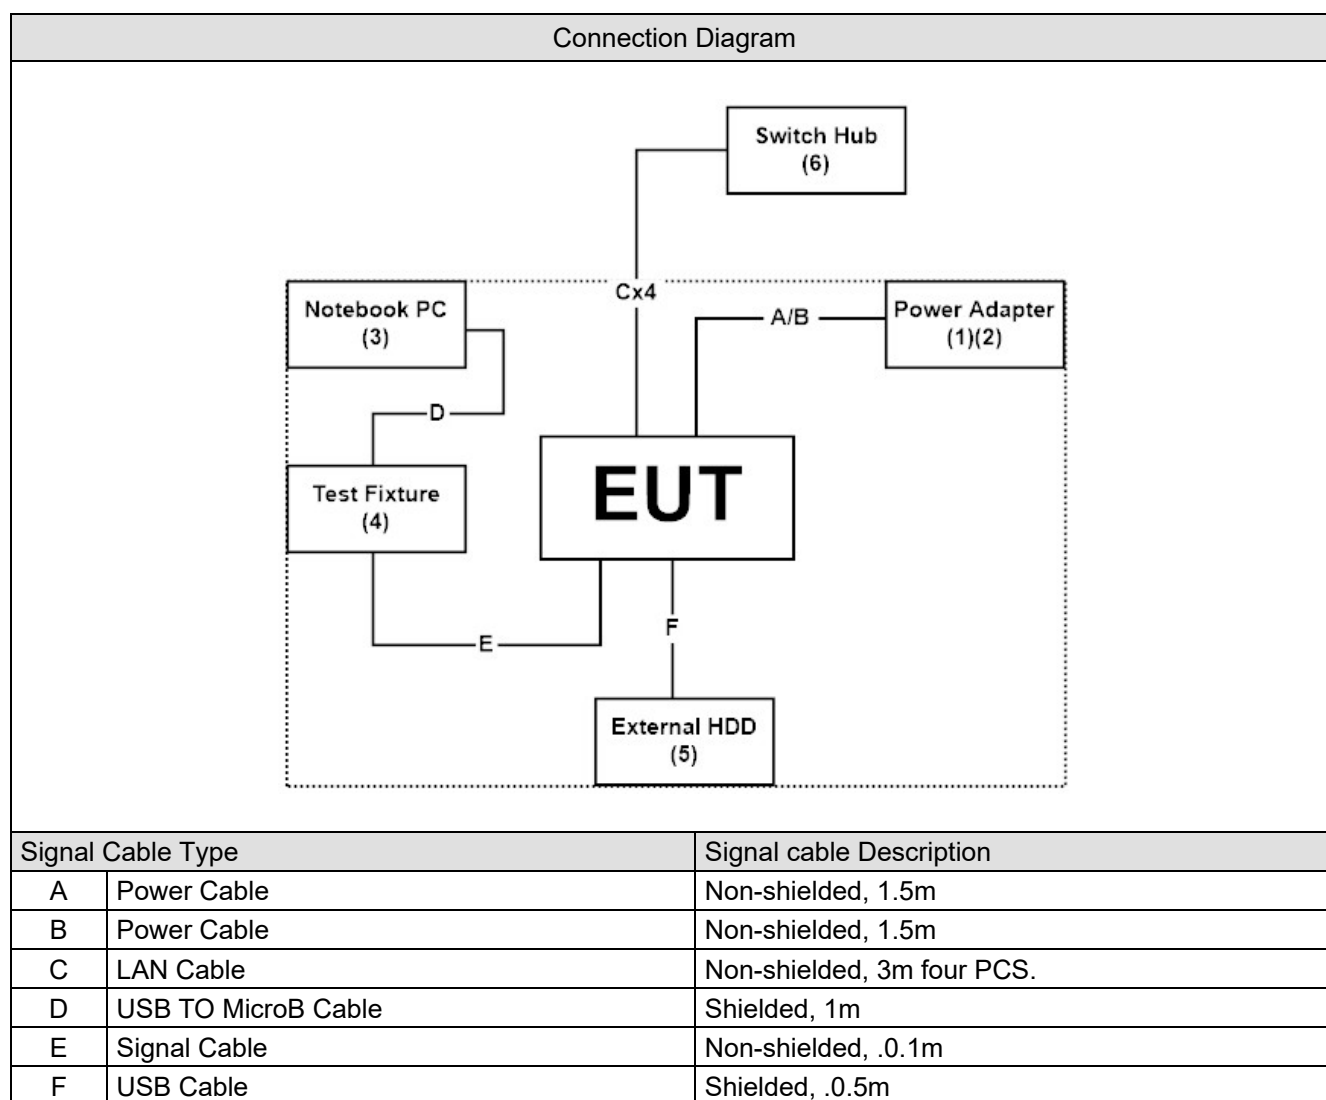 Connection Diagram
Switch Hub
(6)
Notebook PC
(3)
Cx4
A/B
Power Adapter
(1)(2)
D
Test Fixture
(4)
EUT
E
F
External HDD
(5)
Signal Cable Type Signal cable Description
A Power Cable Non-shielded, 1.5m
B Power Cable Non-shielded, 1.5m
C LAN Cable Non-shielded, 3m four PCS.
D USB TO MicroB Cable Shielded, 1m
E Signal Cable Non-shielded, .0.1m
F USB Cable Shielded, .0.5m